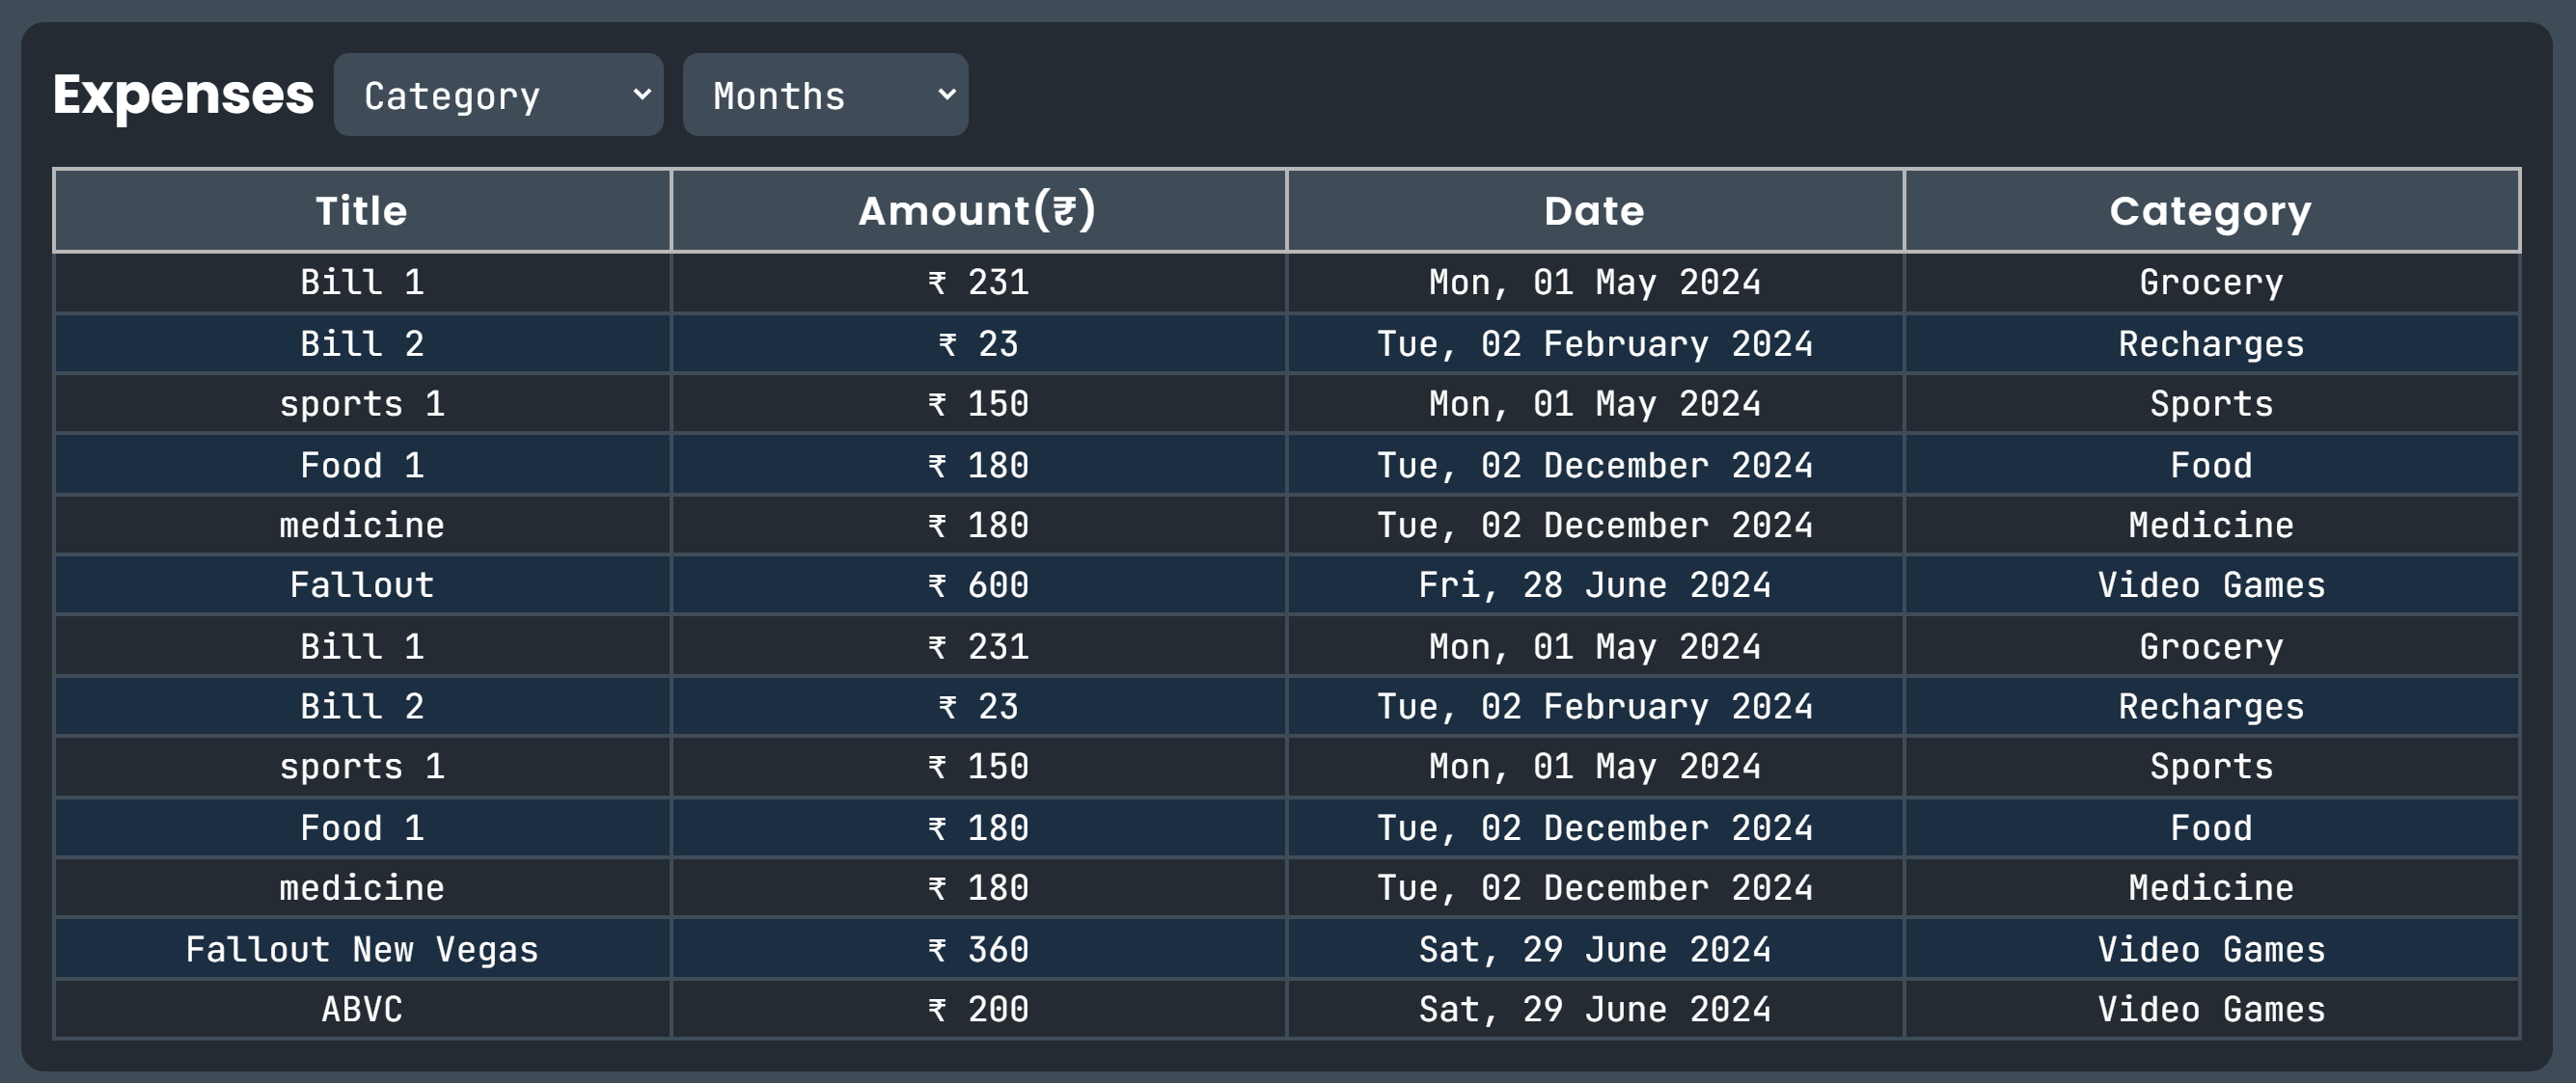 Expenses Category Months
Title Amount(₹) Date Category
Bill 1 ₹ 231 Mon, 01 May 2024 Grocery
Bill 2 ₹ 23 Tue, 02 February 2024 Recharges
sports 1 ₹ 150 Mon, 01 May 2024 Sports
Food 1 ₹ 180 Tue, 02 December 2024 Food
medicine ₹ 180 Tue, 02 December 2024 Medicine
Fallout ₹ 600 Fri, 28 June 2024 Video Games
Bill 1 ₹ 231 Mon, 01 May 2024 Grocery
Bill 2 ₹ 23 Tue, 02 February 2024 Recharges
sports 1 ₹ 150 Mon, 01 May 2024 Sports
Food 1 ₹ 180 Tue, 02 December 2024 Food
medicine ₹ 180 Tue, 02 December 2024 Medicine
Fallout New Vegas ₹ 360 Sat, 29 June 2024 Video Games
ABVC ₹ 200 Sat, 29 June 2024 Video Games